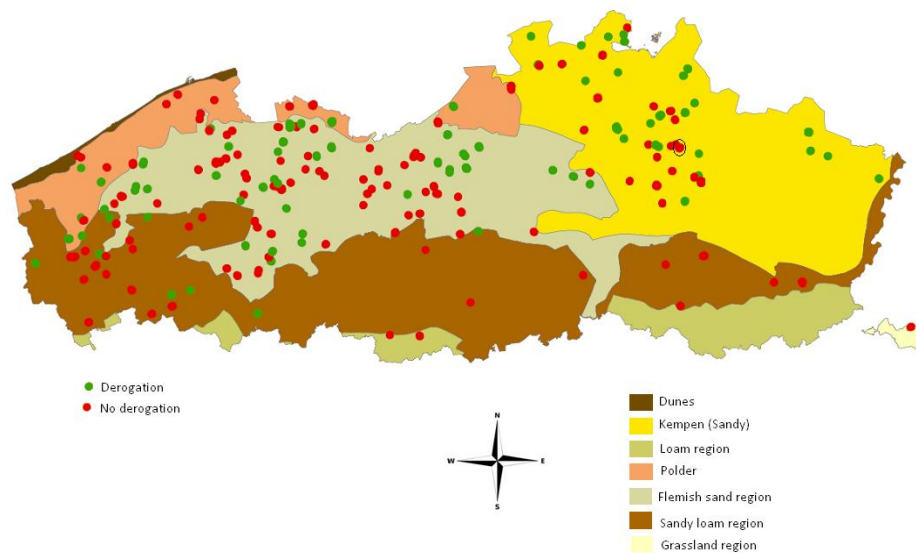 Derogation
No derogation
N
W
E
S
Dunes
Kempen (Sandy)
Loam region
Polder
Flemish sand region
Sandy loam region
Grassland region